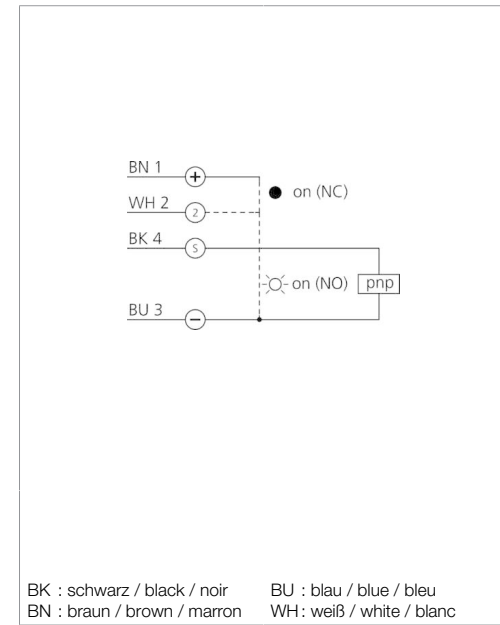 BN 1
+
on (NC)
WH 2
2
BK 4
S
on (NO)
pnp
BU 3
−
BK : schwarz / black / noir BU : blau / blue / bleu
BN : braun / brown / marron WH: weiß / white / blanc